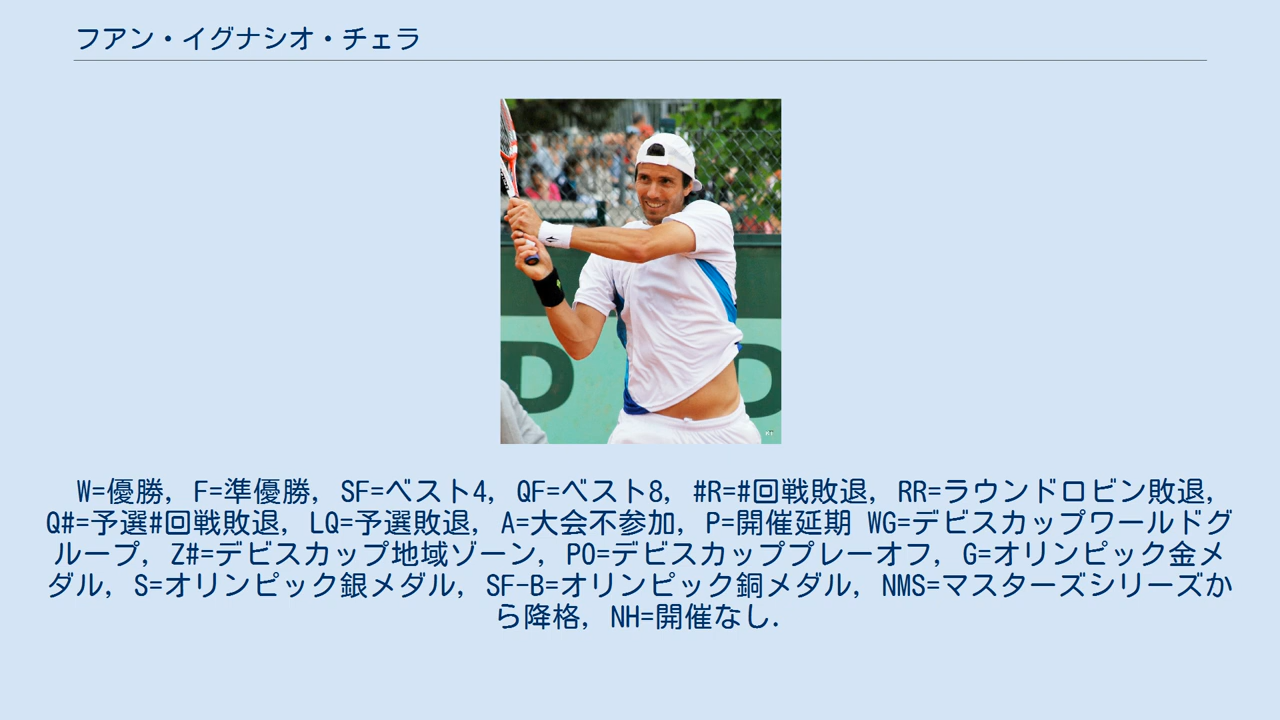 フアン・イグナシオ・チェラ
D
D
W=優勝, F=準優勝, SF=ベスト4, QF=ベスト8, #R=#回戦敗退, RR=ラウンドロビン敗退,
Q#=予選#回戦敗退, LQ=予選敗退, A=大会不参加, P=開催延期 WG=デビスカップワールドグ
ループ, Z#=デビスカップ地域ゾーン, PO=デビスカッププレーオフ, G=オリンピック金メ
ダル, S=オリンピック銀メダル, SF-B=オリンピック銅メダル, NMS=マスターズシリーズか
ら降格, NH=開催なし.